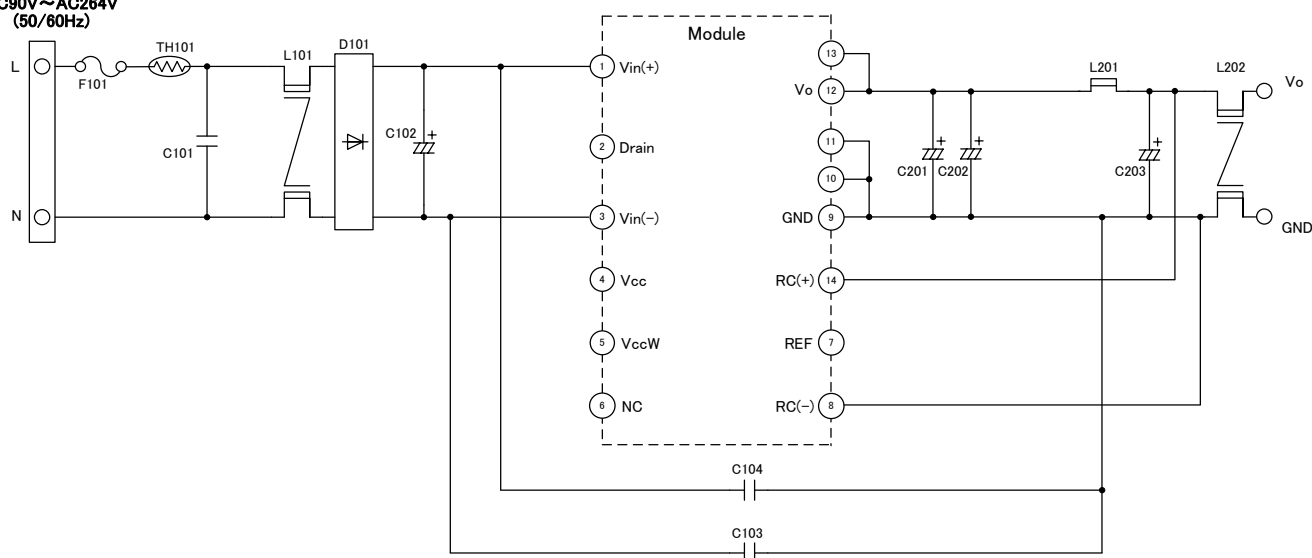 C90V～AC264V
(50/60Hz)
L
F101
TH101
C101
L101
D101
C102
N
Module
1 Vin(+)
2 Drain
3 Vin(-)
4 Vcc
5 VccW
6 NC
13
Vo 12
11
10
GND 9
RC(+) 14
REF 7
RC(-) 8
C201
C202
L201
C203
L202
Vo
GND
C104
C103